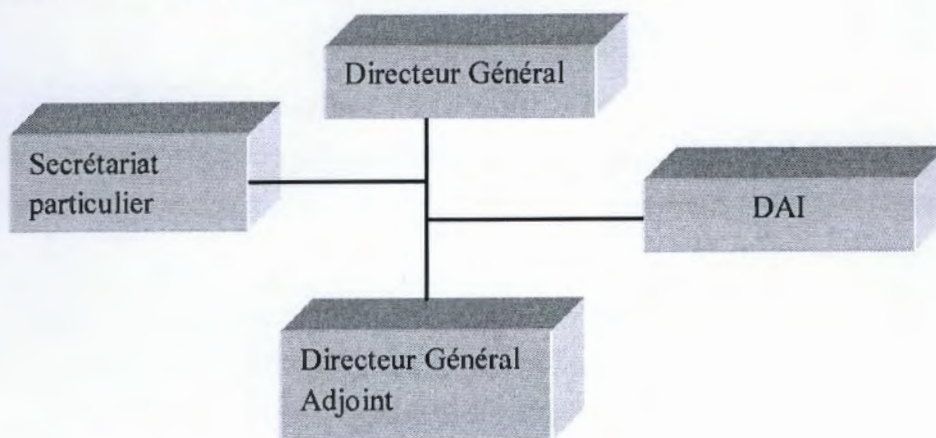 Directeur Général
Secrétariat
particulier
DAI
Directeur Général
Adjoint